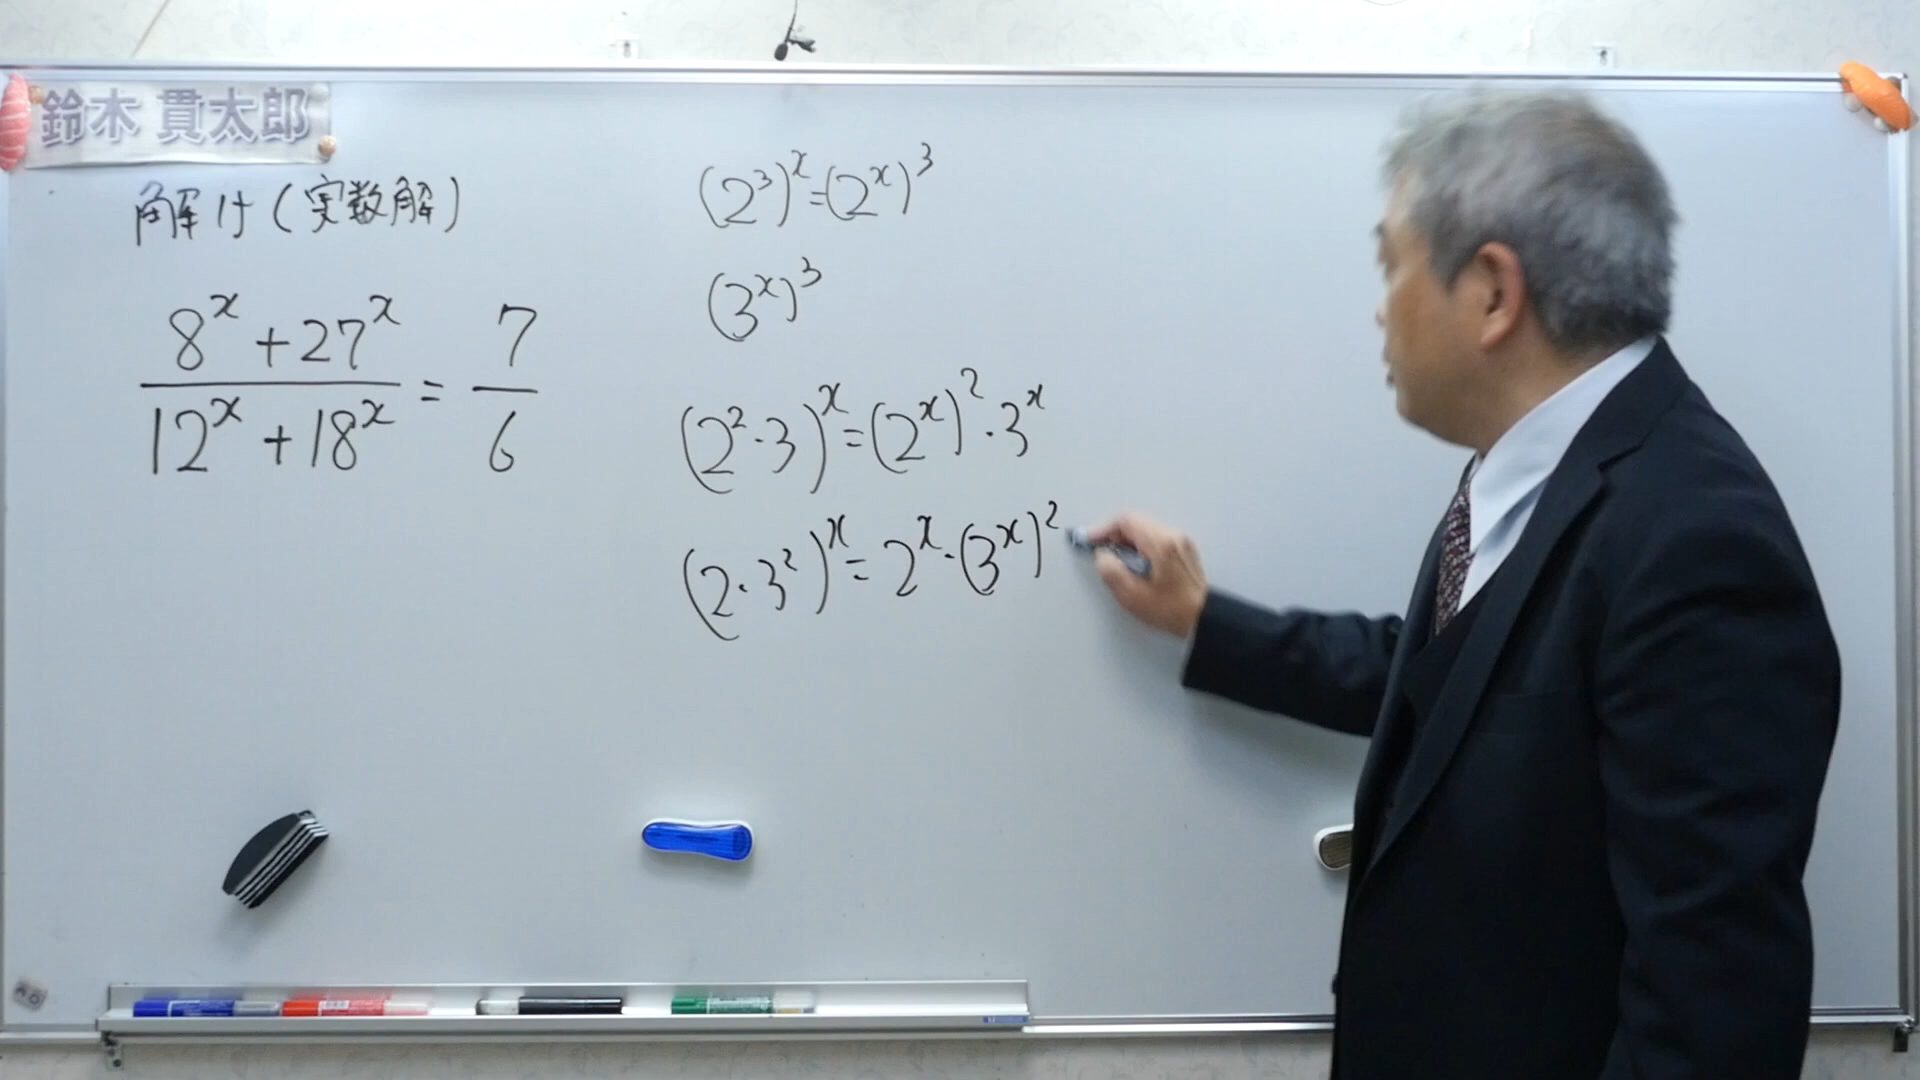 鈴木 貫太郎
解け(実数解)
8^x + 27^x / 12^x + 18^x = 7 / 6
(2^3)^x = (2^x)^3
(3^x)^3
(2^2・3)^x = (2^x)^2・3^x
(2・3^2)^x = 2^x・(3^x)^2